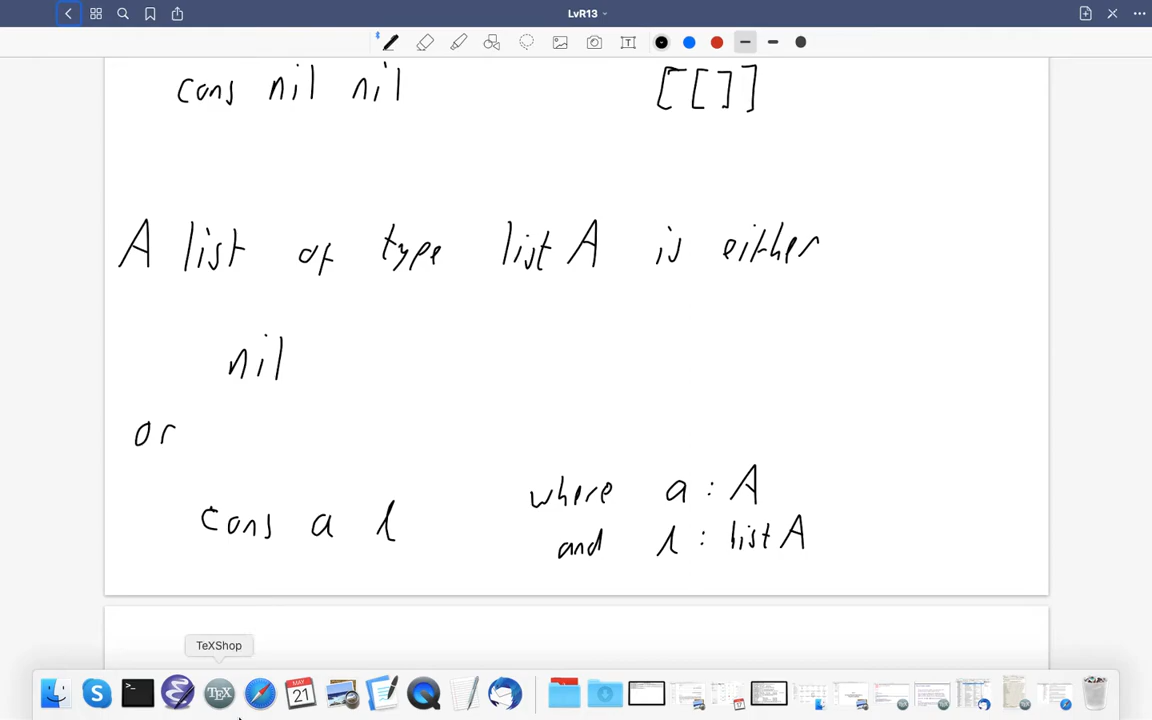 LvR13
cons nil nil [[]]
A list of type list A is either
nil
or
cons a l where a : A
and l : list A
TeXShop
MAY
21
TEX